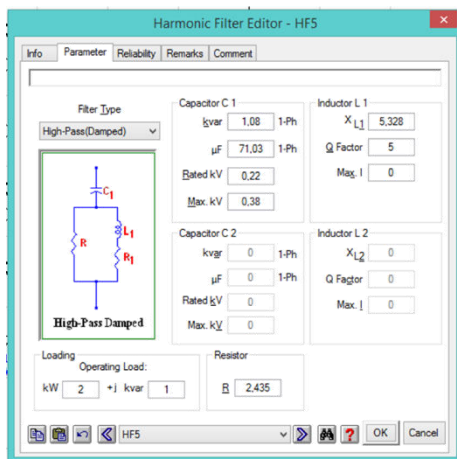 Harmonic Filter Editor - HF5
Info Parameter Reliability Remarks Comment
Filter Type
High-Pass(Damped)
C1
R
L1
R1
High-Pass Damped
Capacitor C 1
kvar 1,08 1-Ph
µF 71,03 1-Ph
Rated kV 0,22
Max. kV 0,38
Inductor L 1
XL1 5,328
Q Factor 5
Max. I 0
Capacitor C 2
kvar 0 1-Ph
µF 0 1-Ph
Rated kV 0
Max. kV 0
Inductor L 2
XL2 0
Q Factor 0
Max. I 0
Loading
Operating Load:
kW 2 +j kvar 1
Resistor
R 2,435
HF5 ? OK Cancel